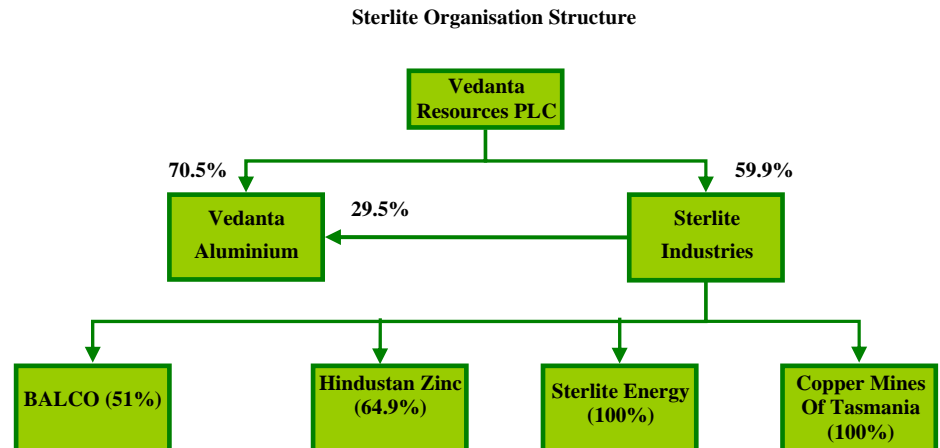 Sterlite Organisation Structure
Vedanta
Resources PLC
70.5%
59.9%
Vedanta
Aluminium
29.5%
Sterlite
Industries
BALCO (51%)
Hindustan Zinc
(64.9%)
Sterlite Energy
(100%)
Copper Mines
Of Tasmania
(100%)